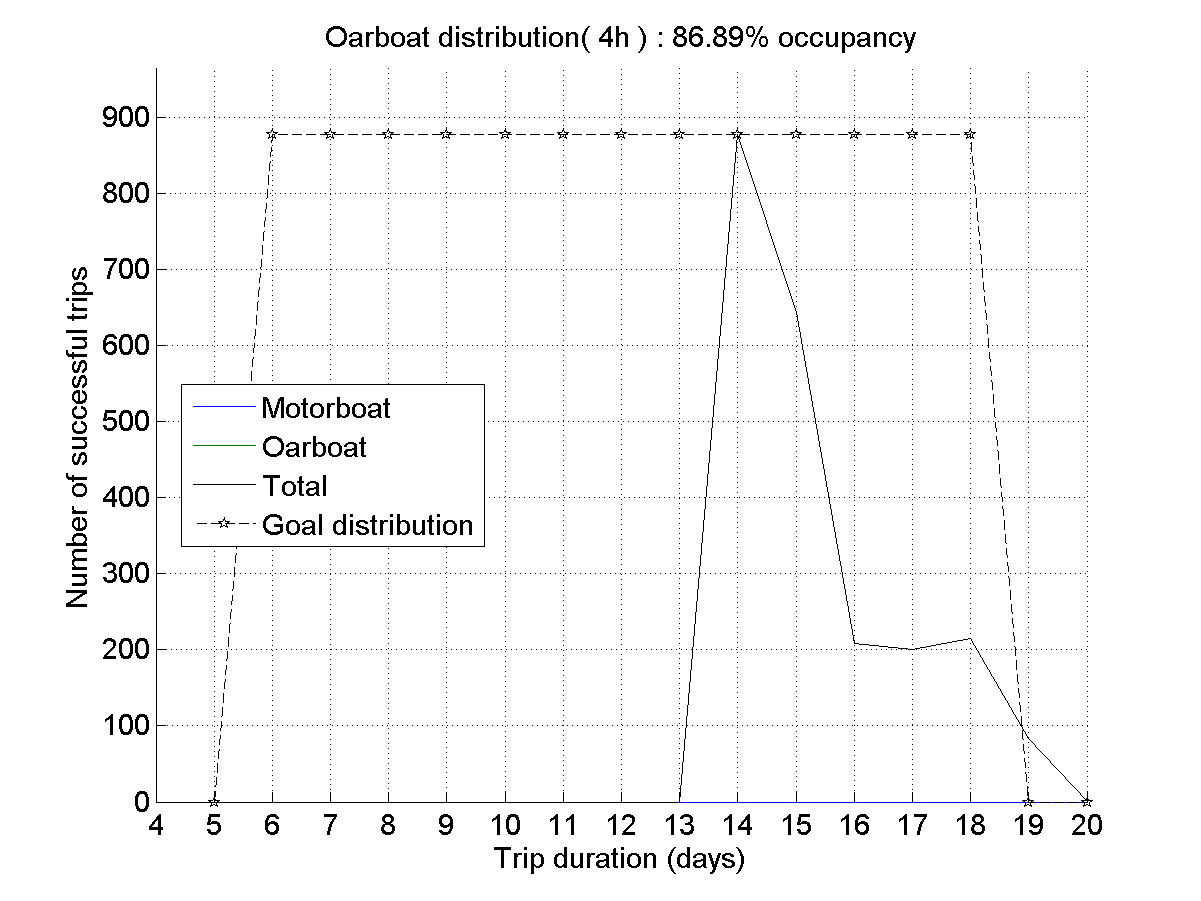 Oarboat distribution( 4h ) : 86.89% occupancy
900
800
700
600
500
400
300
200
100
0
Number of successful trips
Motorboat
Oarboat
Total
Goal distribution
4 5 6 7 8 9 10 11 12 13 14 15 16 17 18 19 20
Trip duration (days)